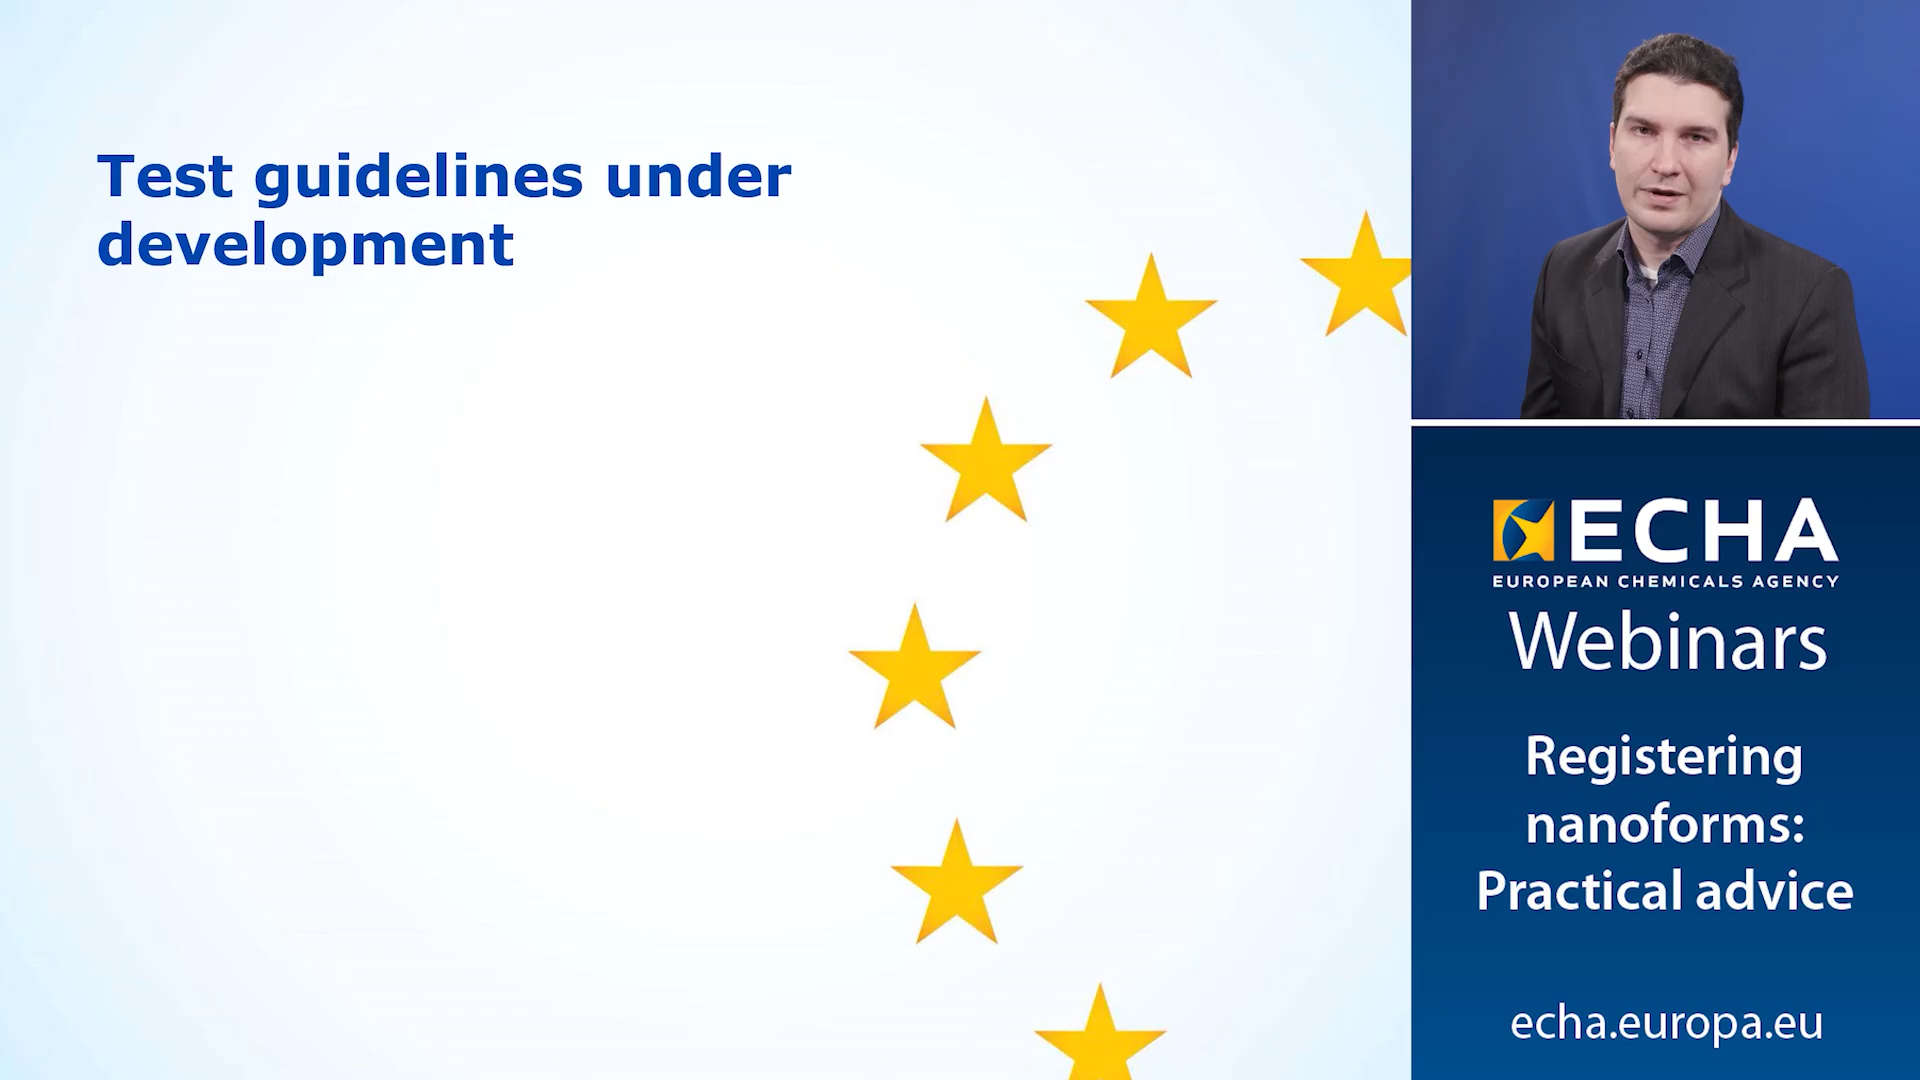 Test guidelines under
development
ECHA
EUROPEAN CHEMICALS AGENCY
Webinars
Registering
nanoforms:
Practical advice
echa.europa.eu